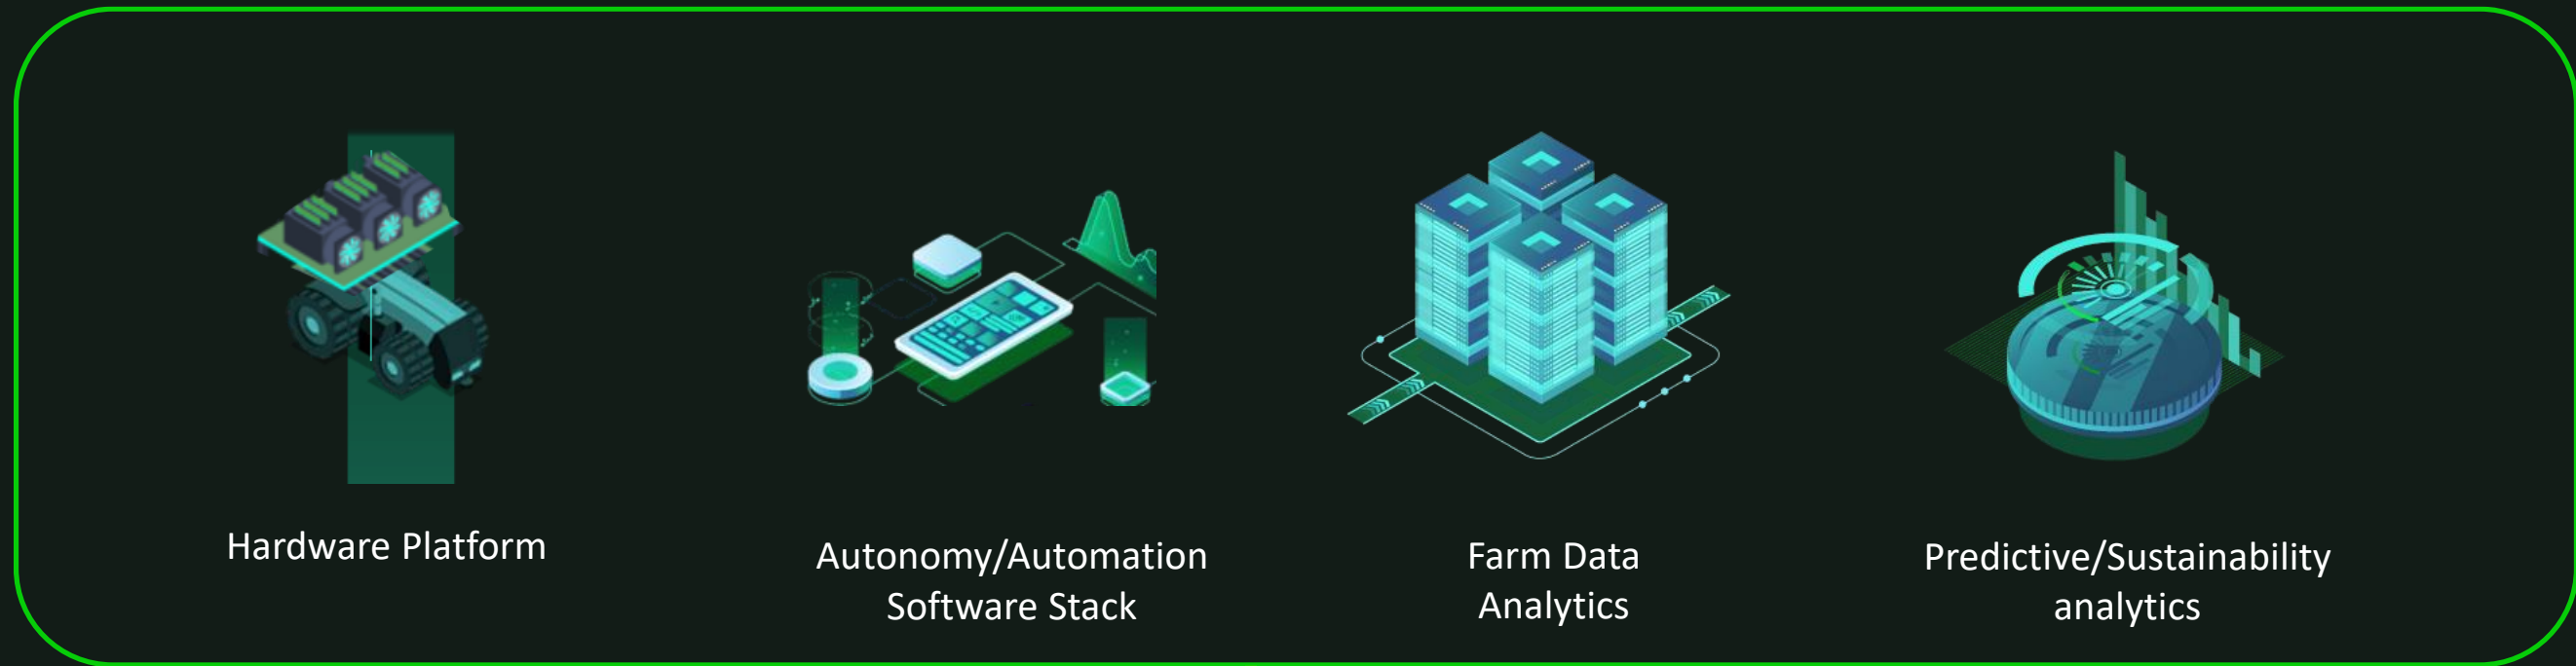 Hardware Platform
Autonomy/Automation
Software Stack
Farm Data
Analytics
Predictive/Sustainability
analytics